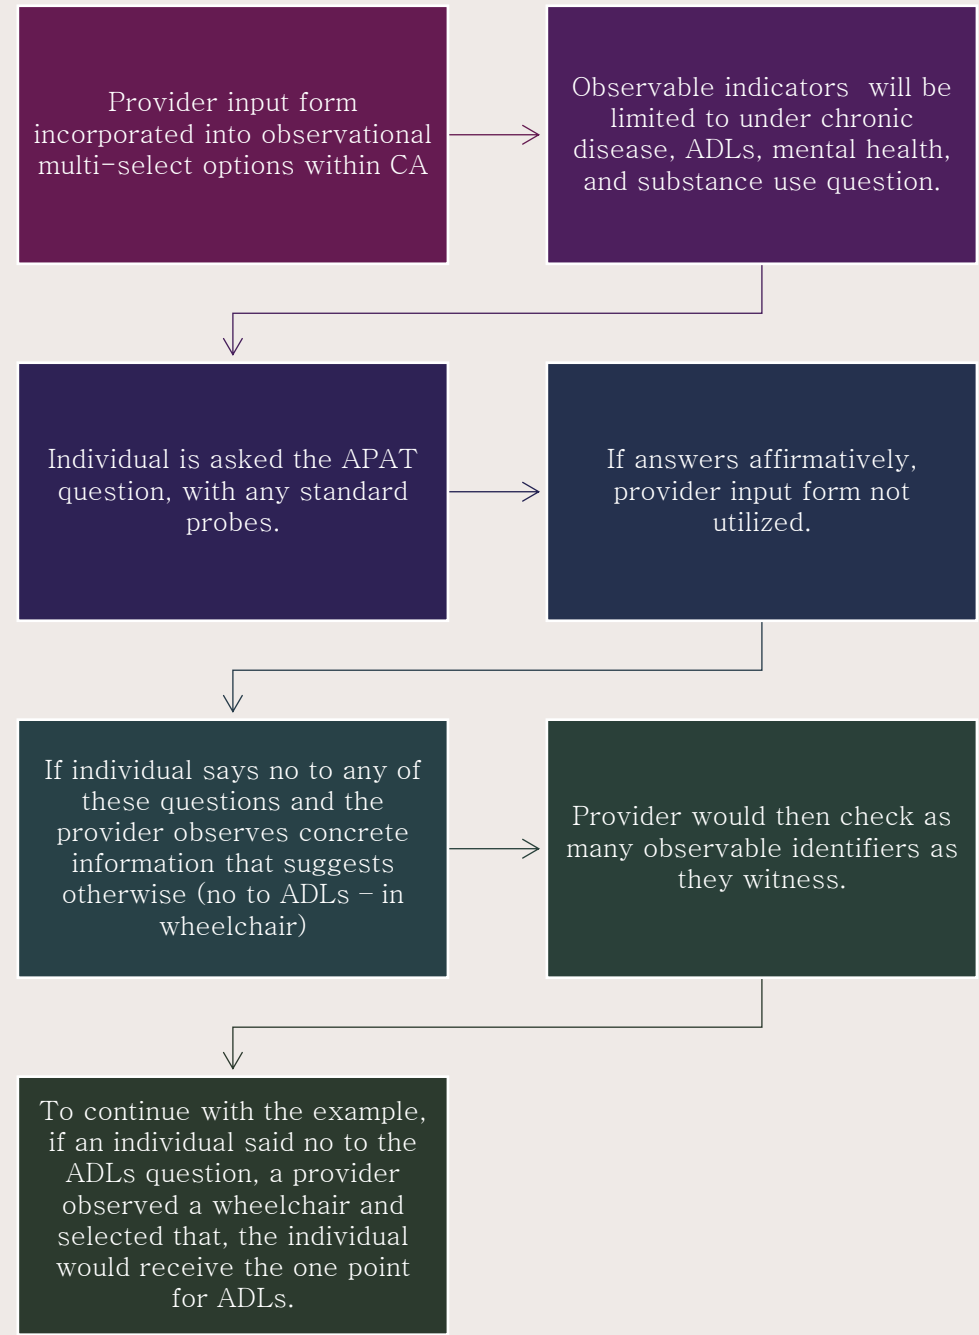 Provider input form
incorporated into observational
multi-select options within CA
Observable indicators  will be
limited to under chronic
disease, ADLs, mental health,
and substance use question.
Individual is asked the APAT
question, with any standard
probes.
If answers affirmatively,
provider input form not
utilized.
If individual says no to any of
these questions and the
provider observes concrete
information that suggests
otherwise (no to ADLs – in
wheelchair)
Provider would then check as
many observable identifiers as
they witness.
To continue with the example,
if an individual said no to the
ADLs question, a provider
observed a wheelchair and
selected that, the individual
would receive the one point
for ADLs.